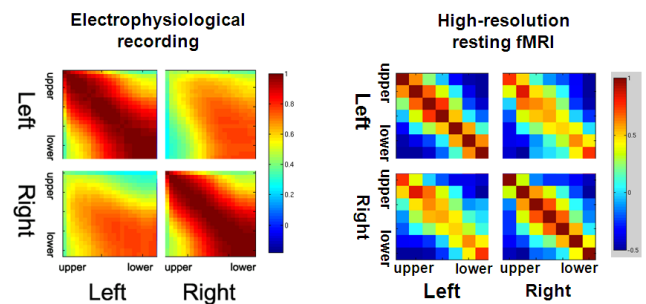 Electrophysiological
recording
High-resolution
resting fMRI
Left
upper
lower
Right
upper
lower
upper lower
Left Right
1
0.8
0.6
0.4
0.2
0
Left
upper
lower
Right
upper
lower
upper lower upper lower
Left Right
1
0.5
0
-0.5